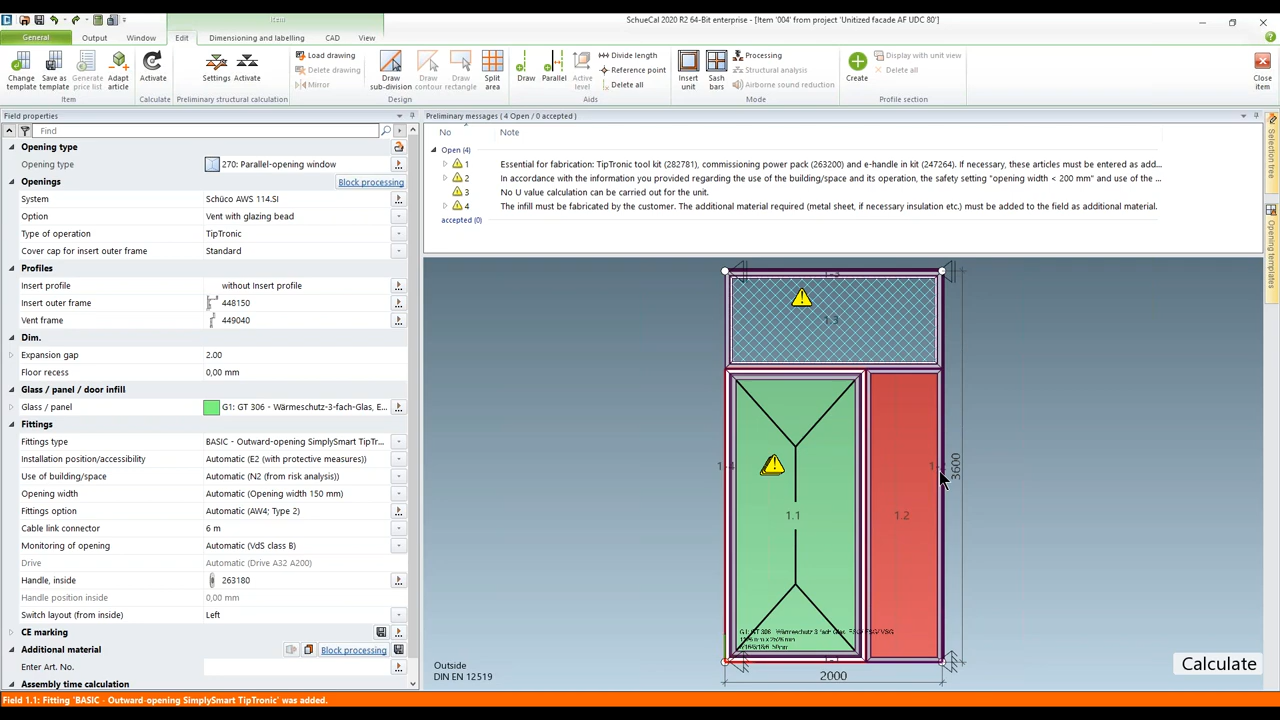 SchueCal 2020 R2 64-Bit enterprise - [Item '004' from project 'Unitized facade AF UDC 80']
Item
General
Output
Window
Edit
Dimensioning and labelling
CAD
View
Change template
Save as template
Generate price list
Adapt article
Item
Activate
Calculate
Settings
Activate
Preliminary structural calculation
Load drawing
Delete drawing
Mirror
Draw sub-division
Draw contour
Draw rectangle
Split area
Design
Draw
Parallel
Active level
Divide length
Reference point
Delete all
Aids
Insert unit
Sash bars
Processing
Structural analysis
Airborne sound reduction
Mode
Create
Display with unit view
Delete all
Profile section
Close item
Field properties
Find
Opening type
Opening type 270: Parallel-opening window
Openings Block processing
System Schüco AWS 114.SI
Option Vent with glazing bead
Type of operation TipTronic
Cover cap for insert outer frame Standard
Profiles
Insert profile without Insert profile
Insert outer frame 448150
Vent frame 449040
Dim.
Expansion gap 2.00
Floor recess 0,00 mm
Glass / panel / door infill
Glass / panel G1: GT 306 - Wärmeschutz-3-fach-Glas, E...
Fittings
Fittings type BASIC - Outward-opening SimplySmart TipTr...
Installation position/accessibility Automatic (E2 (with protective measures))
Use of building/space Automatic (N2 (from risk analysis))
Opening width Automatic (Opening width 150 mm)
Fittings option Automatic (AW4; Type 2)
Cable link connector 6 m
Monitoring of opening Automatic (VdS class B)
Drive Automatic (Drive A32 A200)
Handle, inside 263180
Handle position inside 0,00 mm
Switch layout (from inside) Left
CE marking
Additional material Block processing
Enter Art. No.
Assembly time calculation
Preliminary messages ( 4 Open / 0 accepted )
No Note
Open (4)
1 Essential for fabrication: TipTronic tool kit (282781), commissioning power pack (263200) and e-handle in kit (247264). If necessary, these articles must be entered as add...
2 In accordance with the information you provided regarding the use of the building/space and its operation, the safety setting "opening width < 200 mm" and use of the ...
3 No U value calculation can be carried out for the unit.
4 The infill must be fabricated by the customer. The additional material required (metal sheet, if necessary insulation etc.) must be added to the field as additional material.
accepted (0)
Selection tree
Opening templates
1.3
1.1
1.2
3600
2000
Outside
DIN EN 12519
Calculate
Field 1.1: Fitting 'BASIC - Outward-opening SimplySmart TipTronic' was added.